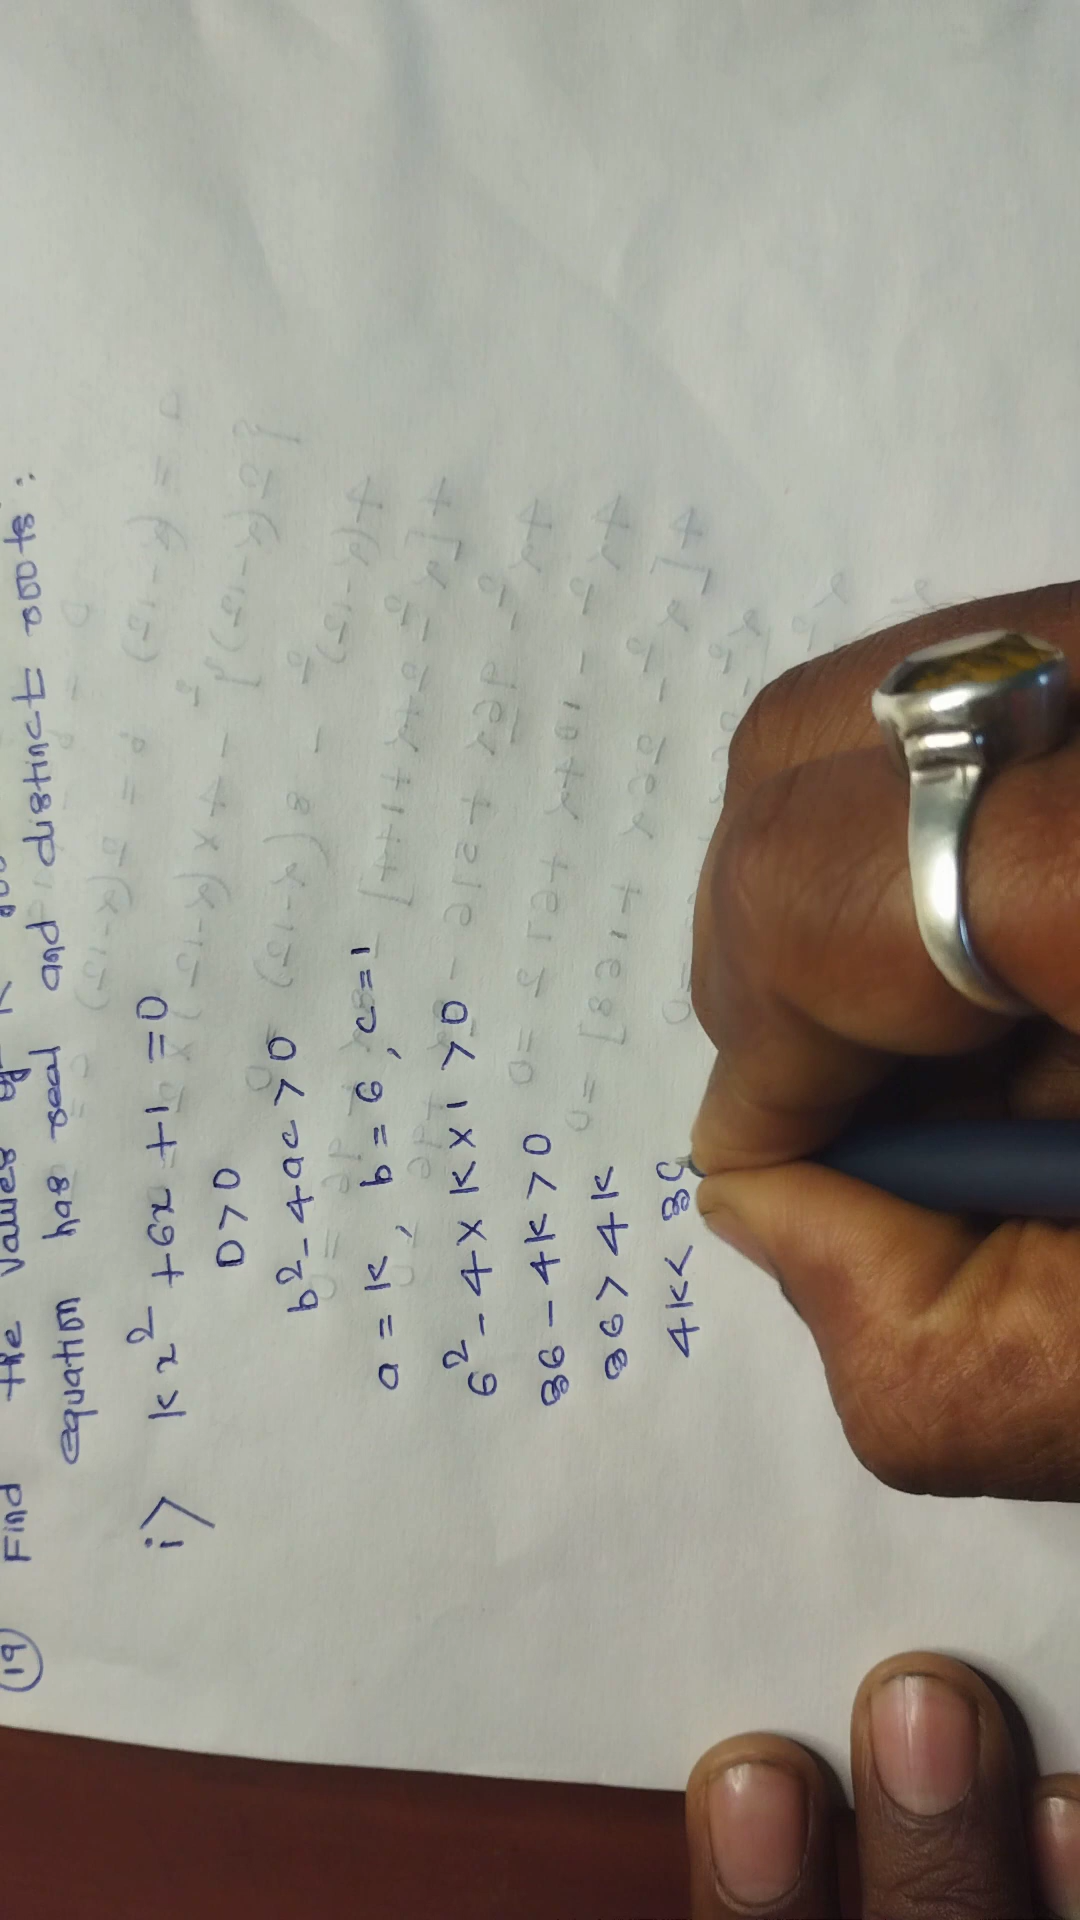 (19) Find the values of K
equation has real and distinct roots:
i> Kx² + 6x + 1 = 0
D > 0
b² - 4ac > 0
a = K, b = 6, c = 1
6² - 4 × K × 1 > 0
36 - 4K > 0
36 > 4K
4K < 3